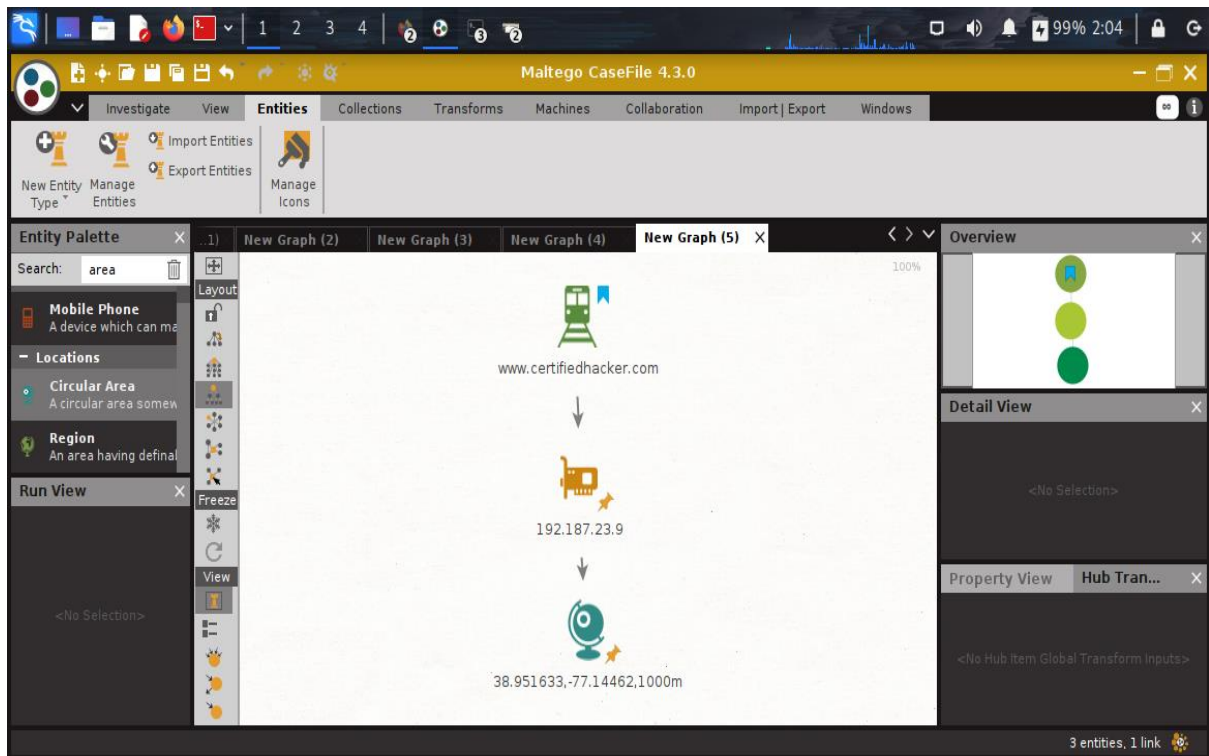 1 2 3 4
2
3
2
99% 2:04
Maltego CaseFile 4.3.0
Investigate View Entities Collections Transforms Machines Collaboration Import | Export Windows
New Entity Type
Manage Entities
Import Entities
Export Entities
Manage Icons
Entity Palette
Search: area
Mobile Phone
A device which can ma
Locations
Circular Area
A circular area somew
Region
An area having definal
Run View
<No Selection>
..1) New Graph (2) New Graph (3) New Graph (4) New Graph (5)
Layout
Freeze
View
100%
www.certifiedhacker.com
192.187.23.9
38.951633,-77.14462,1000m
Overview
Detail View
<No Selection>
Property View Hub Tran...
<No Hub Item Global Transform Inputs>
3 entities, 1 link